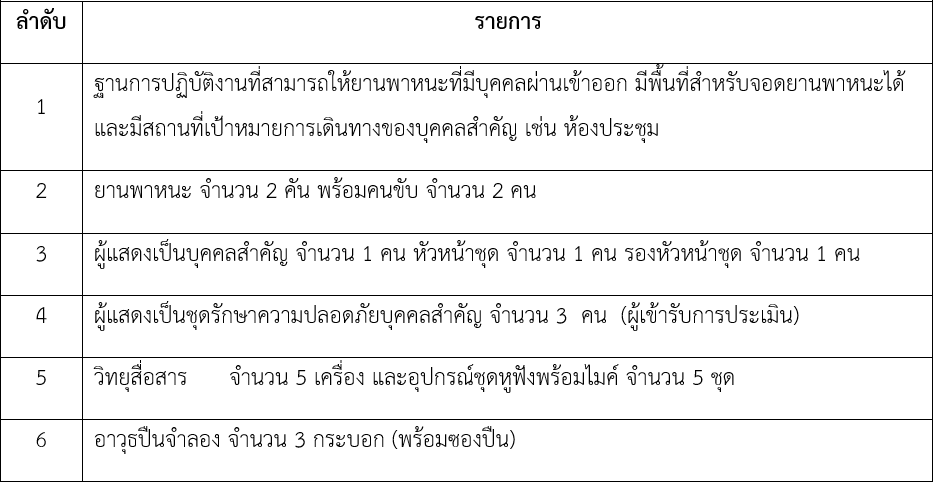 ลำดับ รายการ
1 ฐานการปฏิบัติงานที่สามารถให้ยานพาหนะที่มีบุคคลผ่านเข้าออก มีพื้นที่สำหรับจอดยานพาหนะได้
และมีสถานที่เป้าหมายการเดินทางของบุคคลสำคัญ เช่น ห้องประชุม
2 ยานพาหนะ จำนวน 2 คัน พร้อมคนขับ จำนวน 2 คน
3 ผู้แสดงเป็นบุคคลสำคัญ จำนวน 1 คน หัวหน้าชุด จำนวน 1 คน รองหัวหน้าชุด จำนวน 1 คน
4 ผู้แสดงเป็นชุดรักษาความปลอดภัยบุคคลสำคัญ จำนวน 3 คน (ผู้เข้ารับการประเมิน)
5 วิทยุสื่อสาร จำนวน 5 เครื่อง และอุปกรณ์ชุดหูฟังพร้อมไมค์ จำนวน 5 ชุด
6 อาวุธปืนจำลอง จำนวน 3 กระบอก (พร้อมซองปืน)